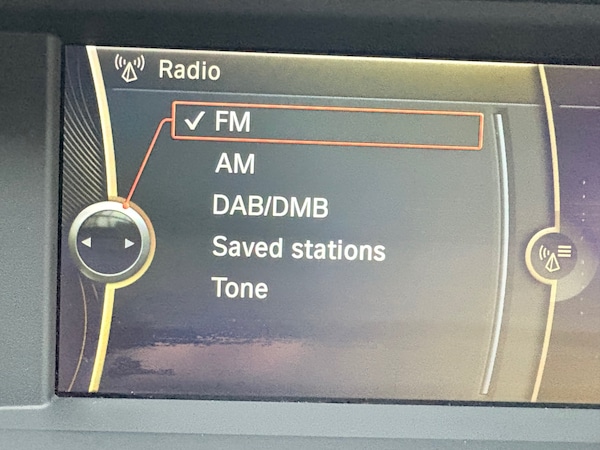 Radio
✓ FM
AM
DAB/DMB
Saved stations
Tone